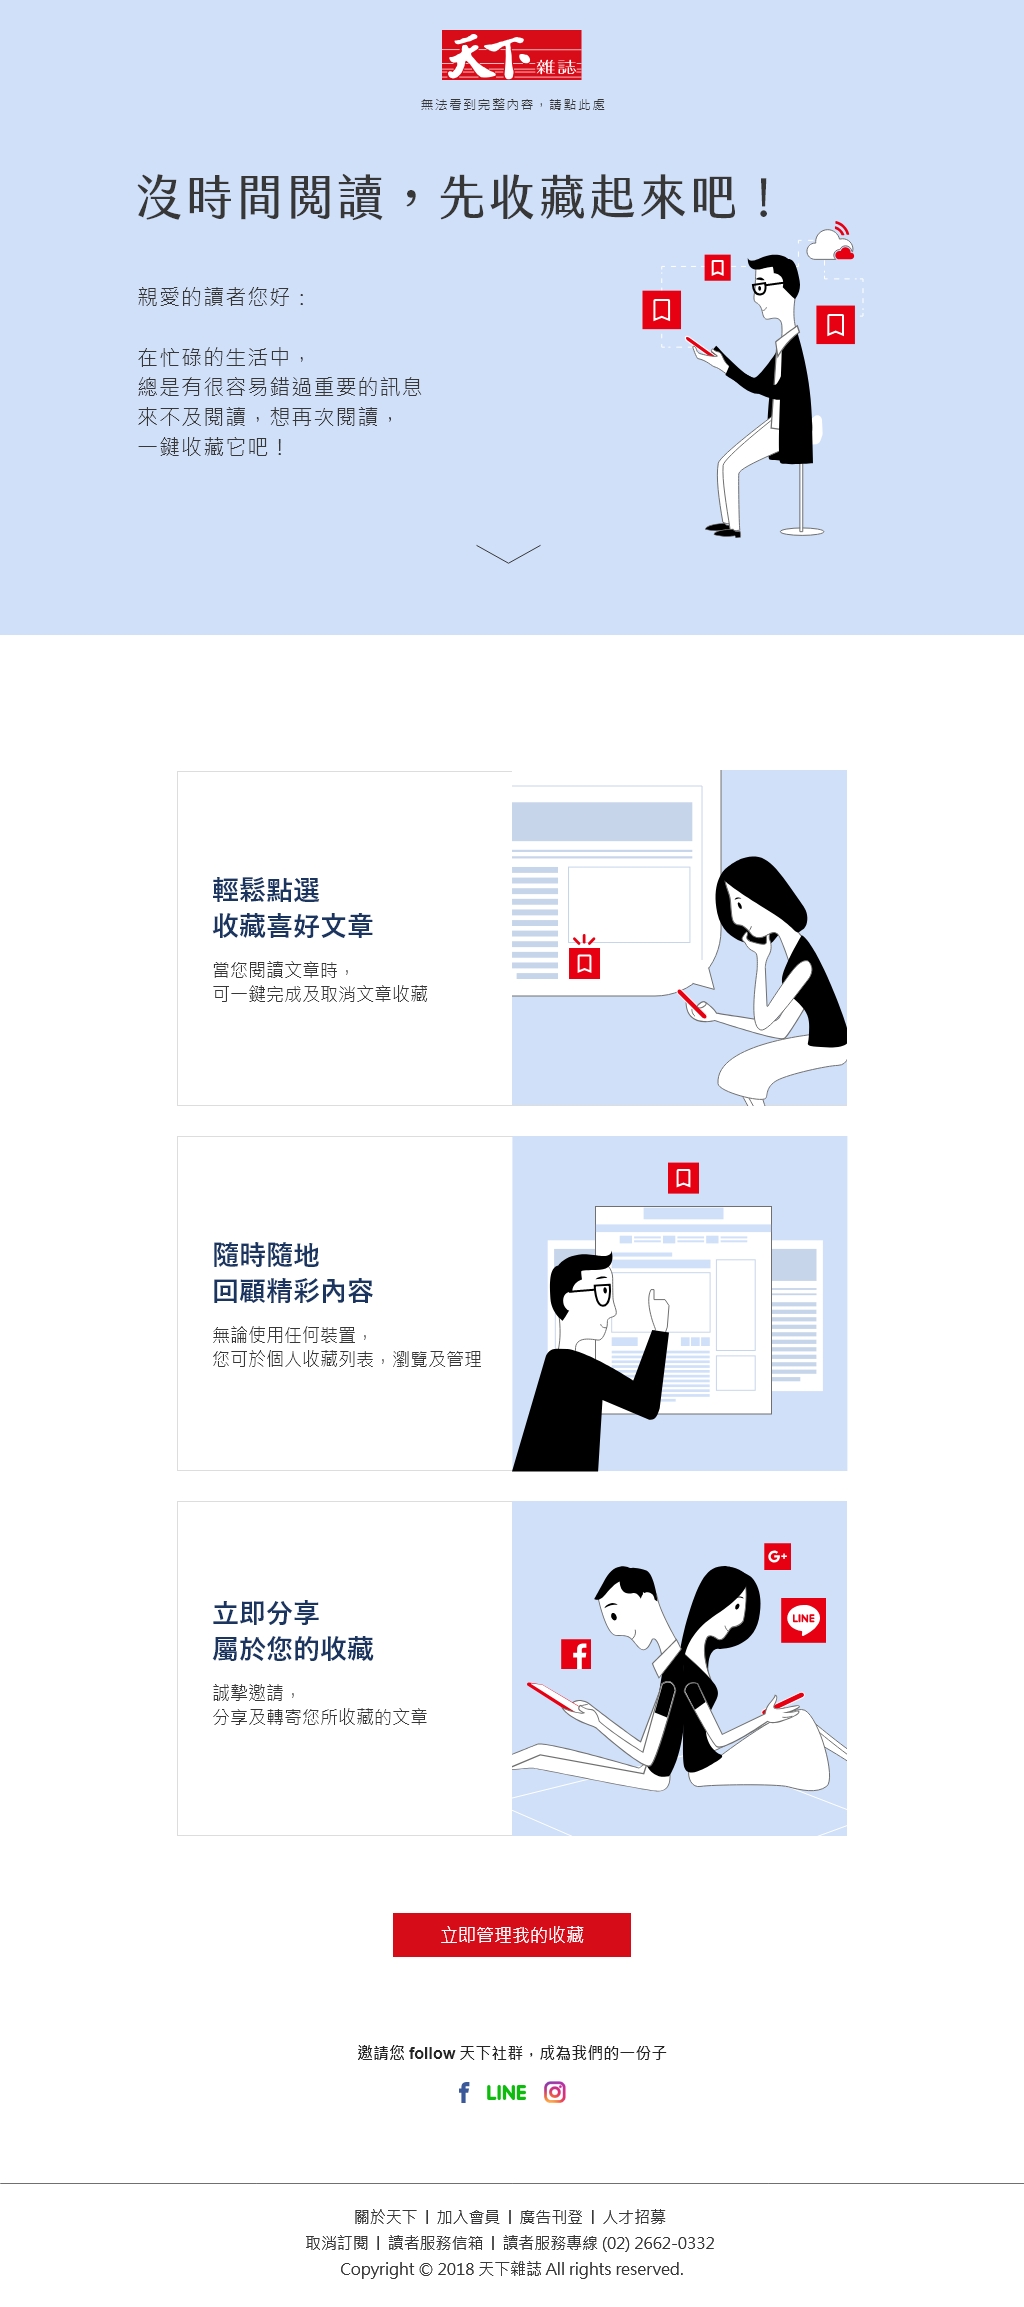 天下雜誌
無法看到完整內容，請點此處
沒時間閱讀，先收藏起來吧！
親愛的讀者您好：
在忙碌的生活中，
總是有很容易錯過重要的訊息
來不及閱讀，想再次閱讀，
一鍵收藏它吧！
輕鬆點選
收藏喜好文章
當您閱讀文章時，
可一鍵完成及取消文章收藏
隨時隨地
回顧精彩內容
無論使用任何裝置，
您可於個人收藏列表，瀏覽及管理
G+
LINE
立即分享
屬於您的收藏
誠摯邀請，
分享及轉寄您所收藏的文章
立即管理我的收藏
邀請您 follow 天下社群，成為我們的一份子
f LINE
關於天下 | 加入會員 | 廣告刊登 | 人才招募
取消訂閱 | 讀者服務信箱 | 讀者服務專線 (02) 2662-0332
Copyright © 2018 天下雜誌 All rights reserved.